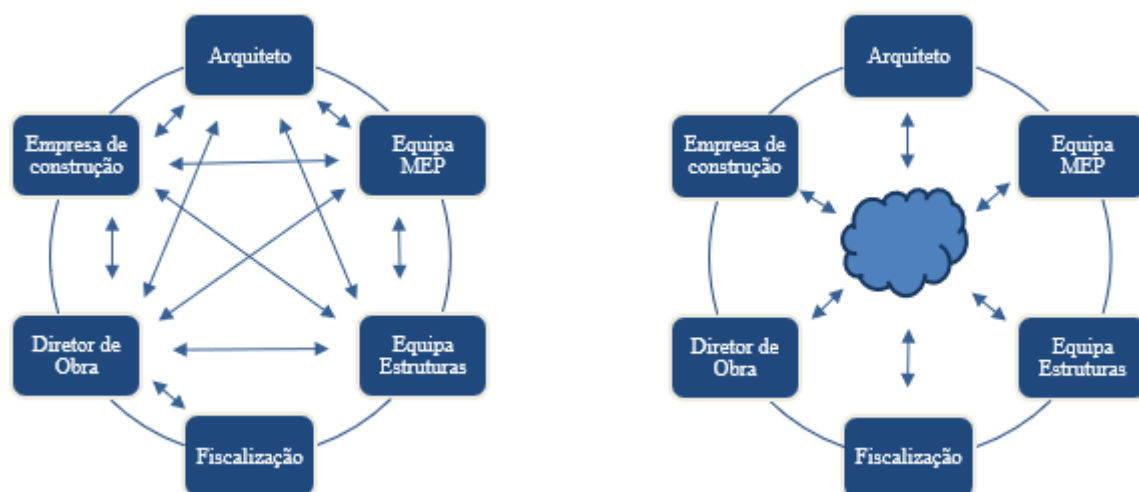 Arquiteto
Empresa de
construção
Equipa
MEP
Diretor de
Obra
Equipa
Estruturas
Fiscalização
Arquiteto
Empresa de
construção
Equipa
MEP
Diretor de
Obra
Equipa
Estruturas
Fiscalização